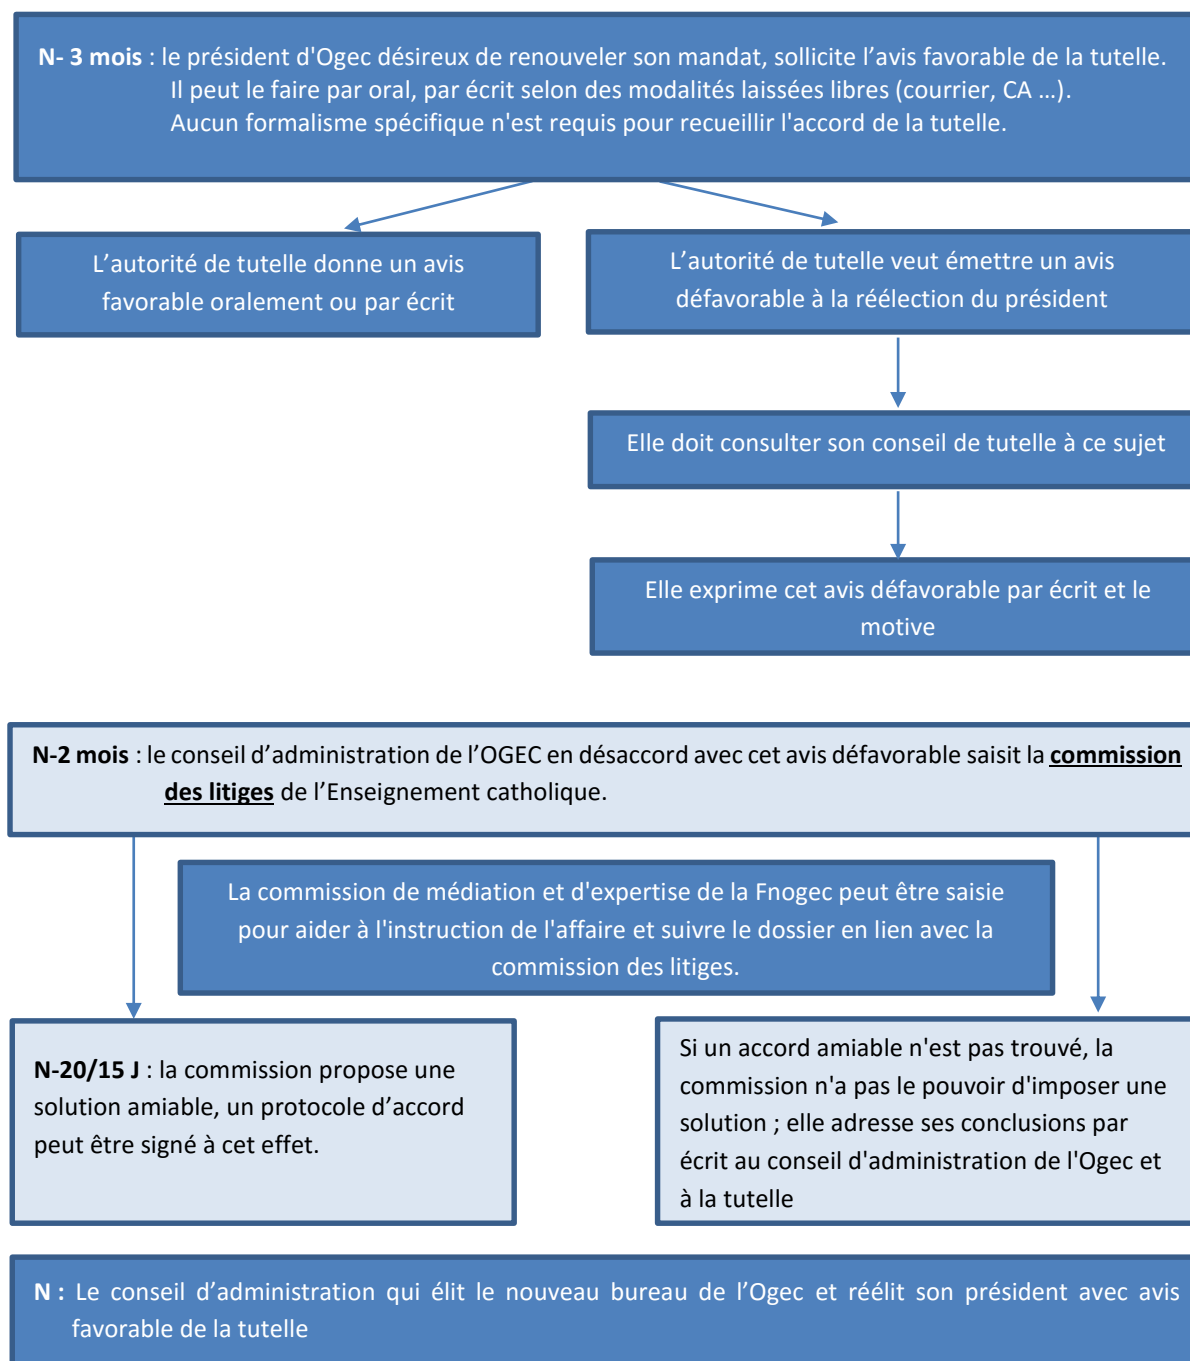 N- 3 mois : le président d'Ogec désireux de renouveler son mandat, sollicite l’avis favorable de la tutelle.
Il peut le faire par oral, par écrit selon des modalités laissées libres (courrier, CA …).
Aucun formalisme spécifique n'est requis pour recueillir l'accord de la tutelle.
L’autorité de tutelle donne un avis
favorable oralement ou par écrit
L’autorité de tutelle veut émettre un avis
défavorable à la réélection du président
Elle doit consulter son conseil de tutelle à ce sujet
Elle exprime cet avis défavorable par écrit et le
motive
N-2 mois : le conseil d’administration de l’OGEC en désaccord avec cet avis défavorable saisit la commission
des litiges de l’Enseignement catholique.
La commission de médiation et d'expertise de la Fnogec peut être saisie
pour aider à l'instruction de l'affaire et suivre le dossier en lien avec la
commission des litiges.
N-20/15 J : la commission propose une
solution amiable, un protocole d’accord
peut être signé à cet effet.
Si un accord amiable n'est pas trouvé, la
commission n'a pas le pouvoir d'imposer une
solution ; elle adresse ses conclusions par
écrit au conseil d'administration de l'Ogec et
à la tutelle
N : Le conseil d’administration qui élit le nouveau bureau de l’Ogec et réélit son président avec avis
favorable de la tutelle